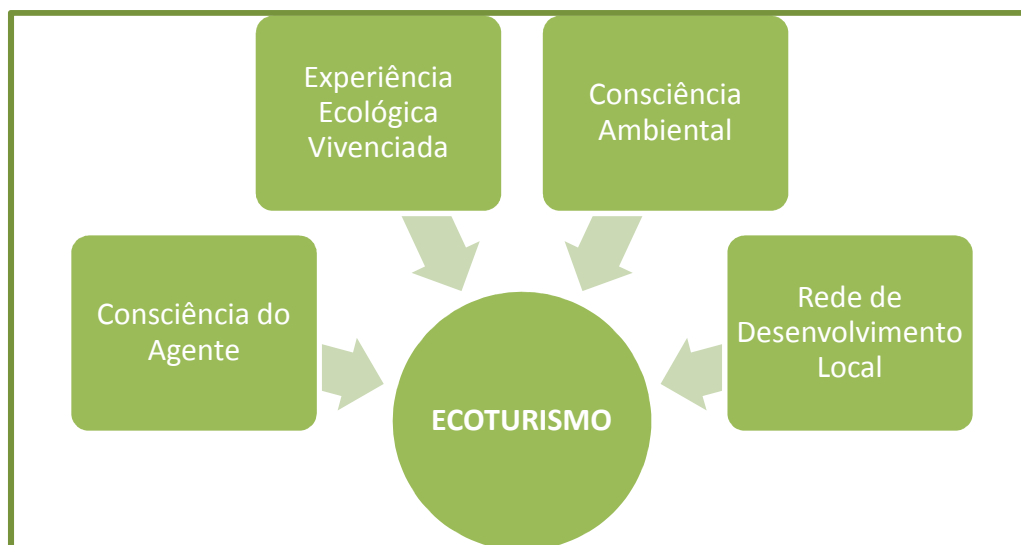 Experiência
Ecológica
Vivenciada
Consciência
Ambiental
Consciência do
Agente
Rede de
Desenvolvimento
Local
ECOTURISMO